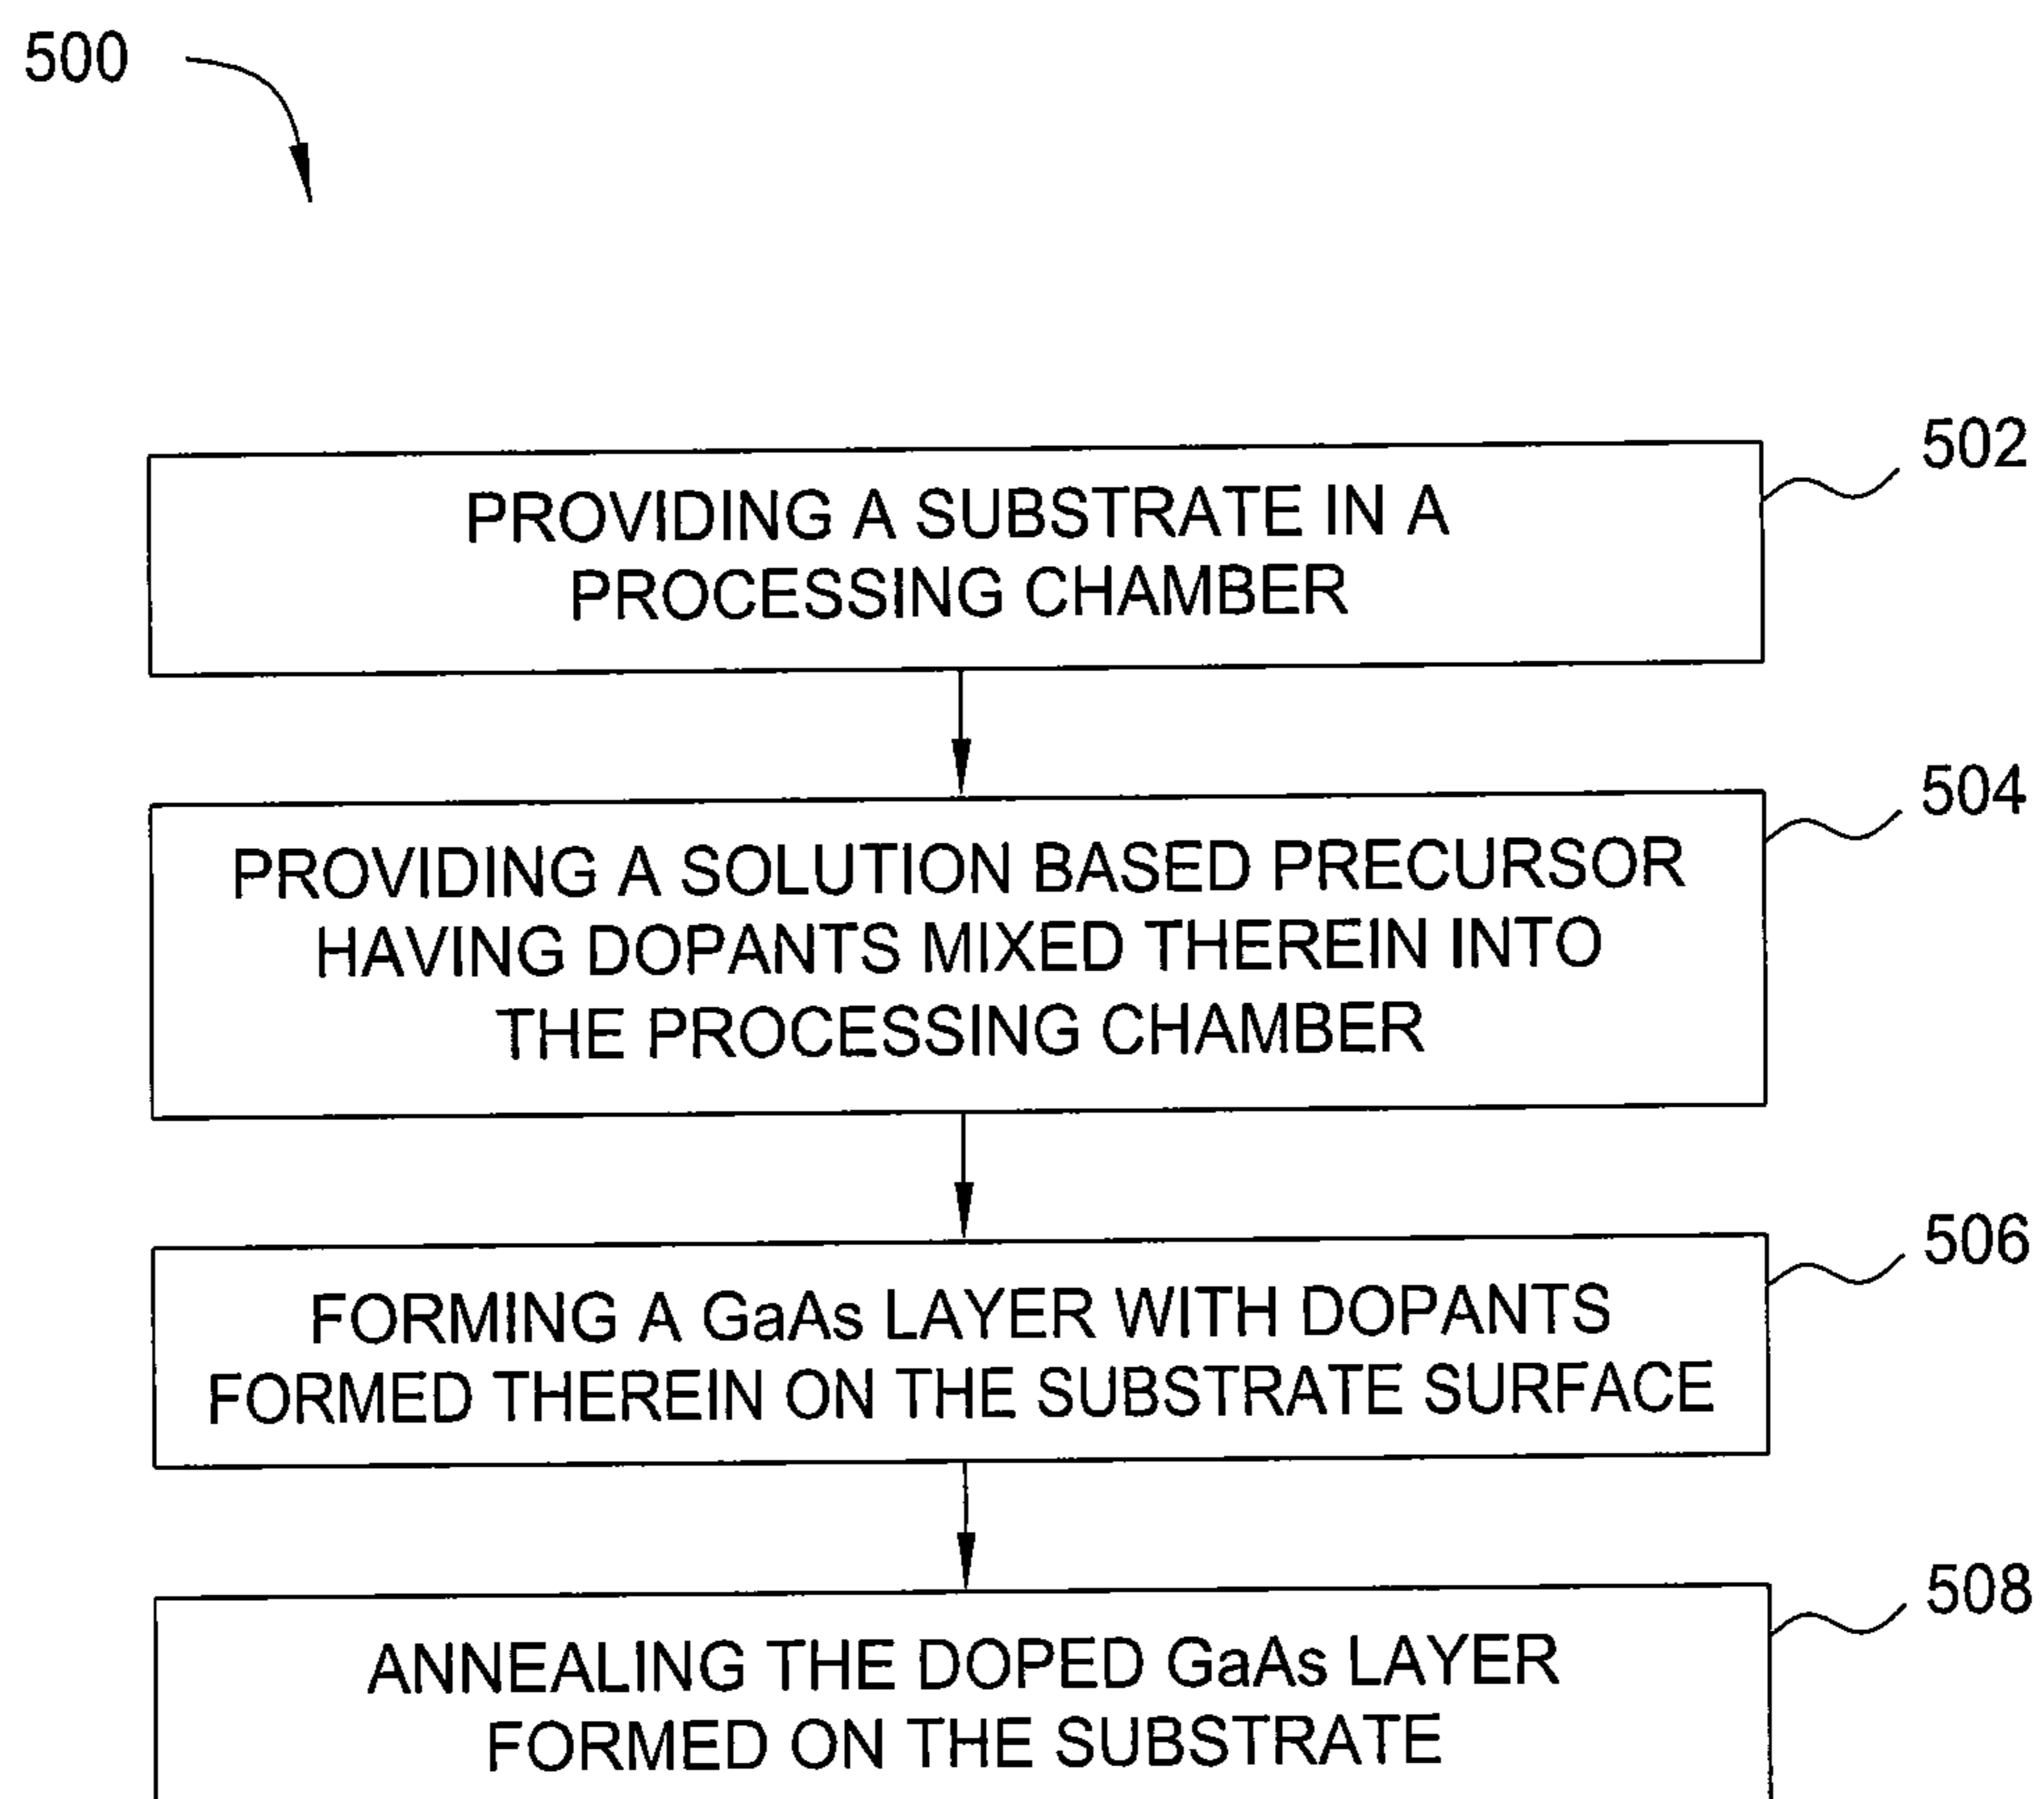 500
502
PROVIDING A SUBSTRATE IN A
PROCESSING CHAMBER
504
PROVIDING A SOLUTION BASED PRECURSOR
HAVING DOPANTS MIXED THEREIN INTO
THE PROCESSING CHAMBER
506
FORMING A GaAs LAYER WITH DOPANTS
FORMED THEREIN ON THE SUBSTRATE SURFACE
508
ANNEALING THE DOPED GaAs LAYER
FORMED ON THE SUBSTRATE